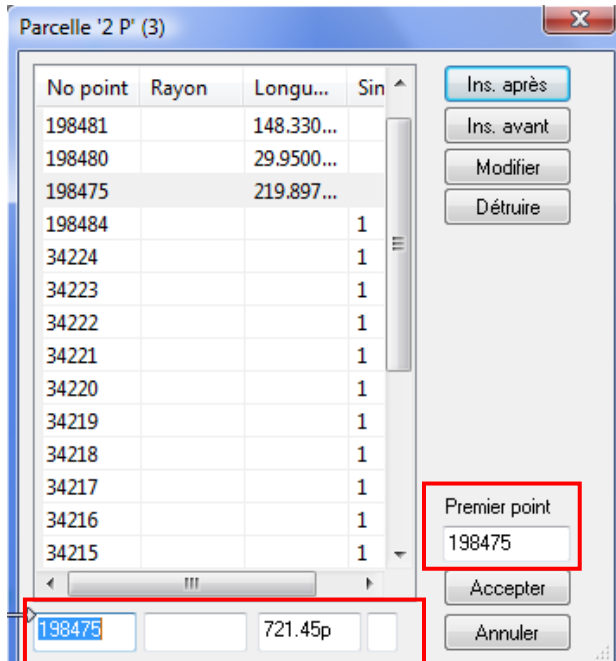 Parcelle '2 P' (3)
No point Rayon Longu... Sin
198481 148.330...
198480 29.9500...
198475 219.897...
198484 1
34224 1
34223 1
34222 1
34221 1
34220 1
34219 1
34218 1
34217 1
34216 1
34215 1
198475 721.45p
Ins. après
Ins. avant
Modifier
Détruire
Premier point
198475
Accepter
Annuler